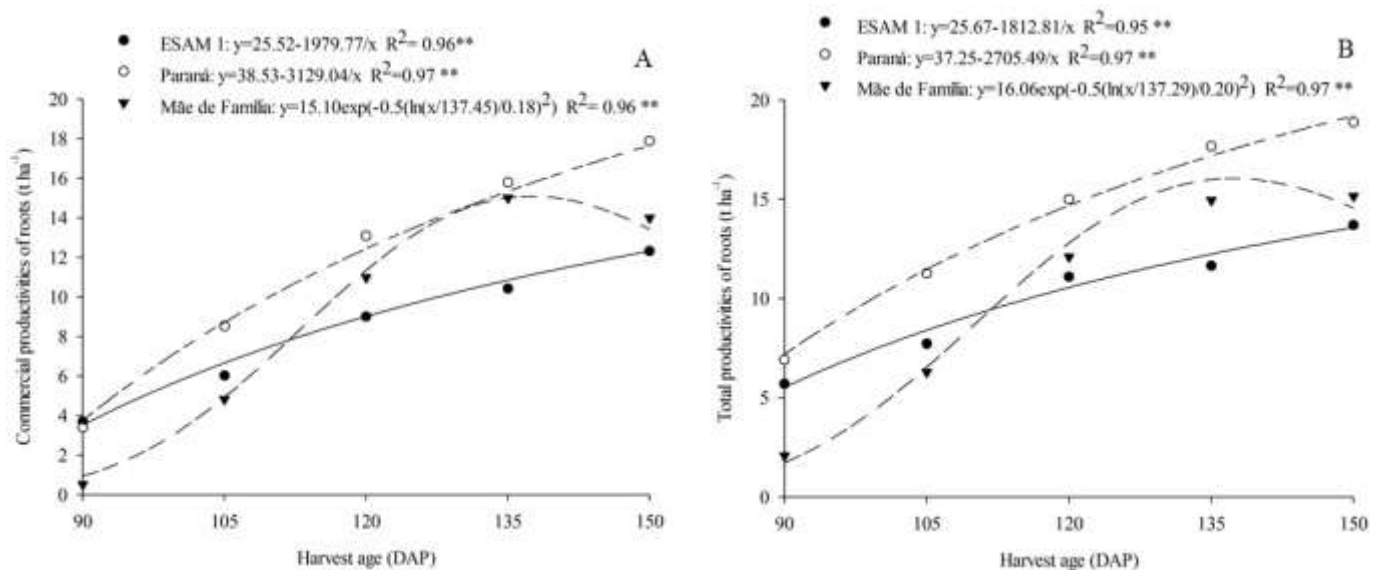 ESAM 1: y=25.52-1979.77/x R²= 0.96**
Paraná: y=38.53-3129.04/x R²=0.97 **
Mãe de Família: y=15.10exp(-0.5(ln(x/137.45)/0.18)²) R²= 0.96 **
A
Commercial productivities of roots (t ha⁻¹)
20
18
16
14
12
10
8
6
4
2
0
90 105 120 135 150
Harvest age (DAP)
ESAM 1: y=25.67-1812.81/x R²=0.95 **
Paraná: y=37.25-2705.49/x R²=0.97 **
Mãe de Família: y=16.06exp(-0.5(ln(x/137.29)/0.20)²) R²=0.97 **
B
Total productivities of roots (t ha⁻¹)
20
15
10
5
0
90 105 120 135 150
Harvest age (DAP)